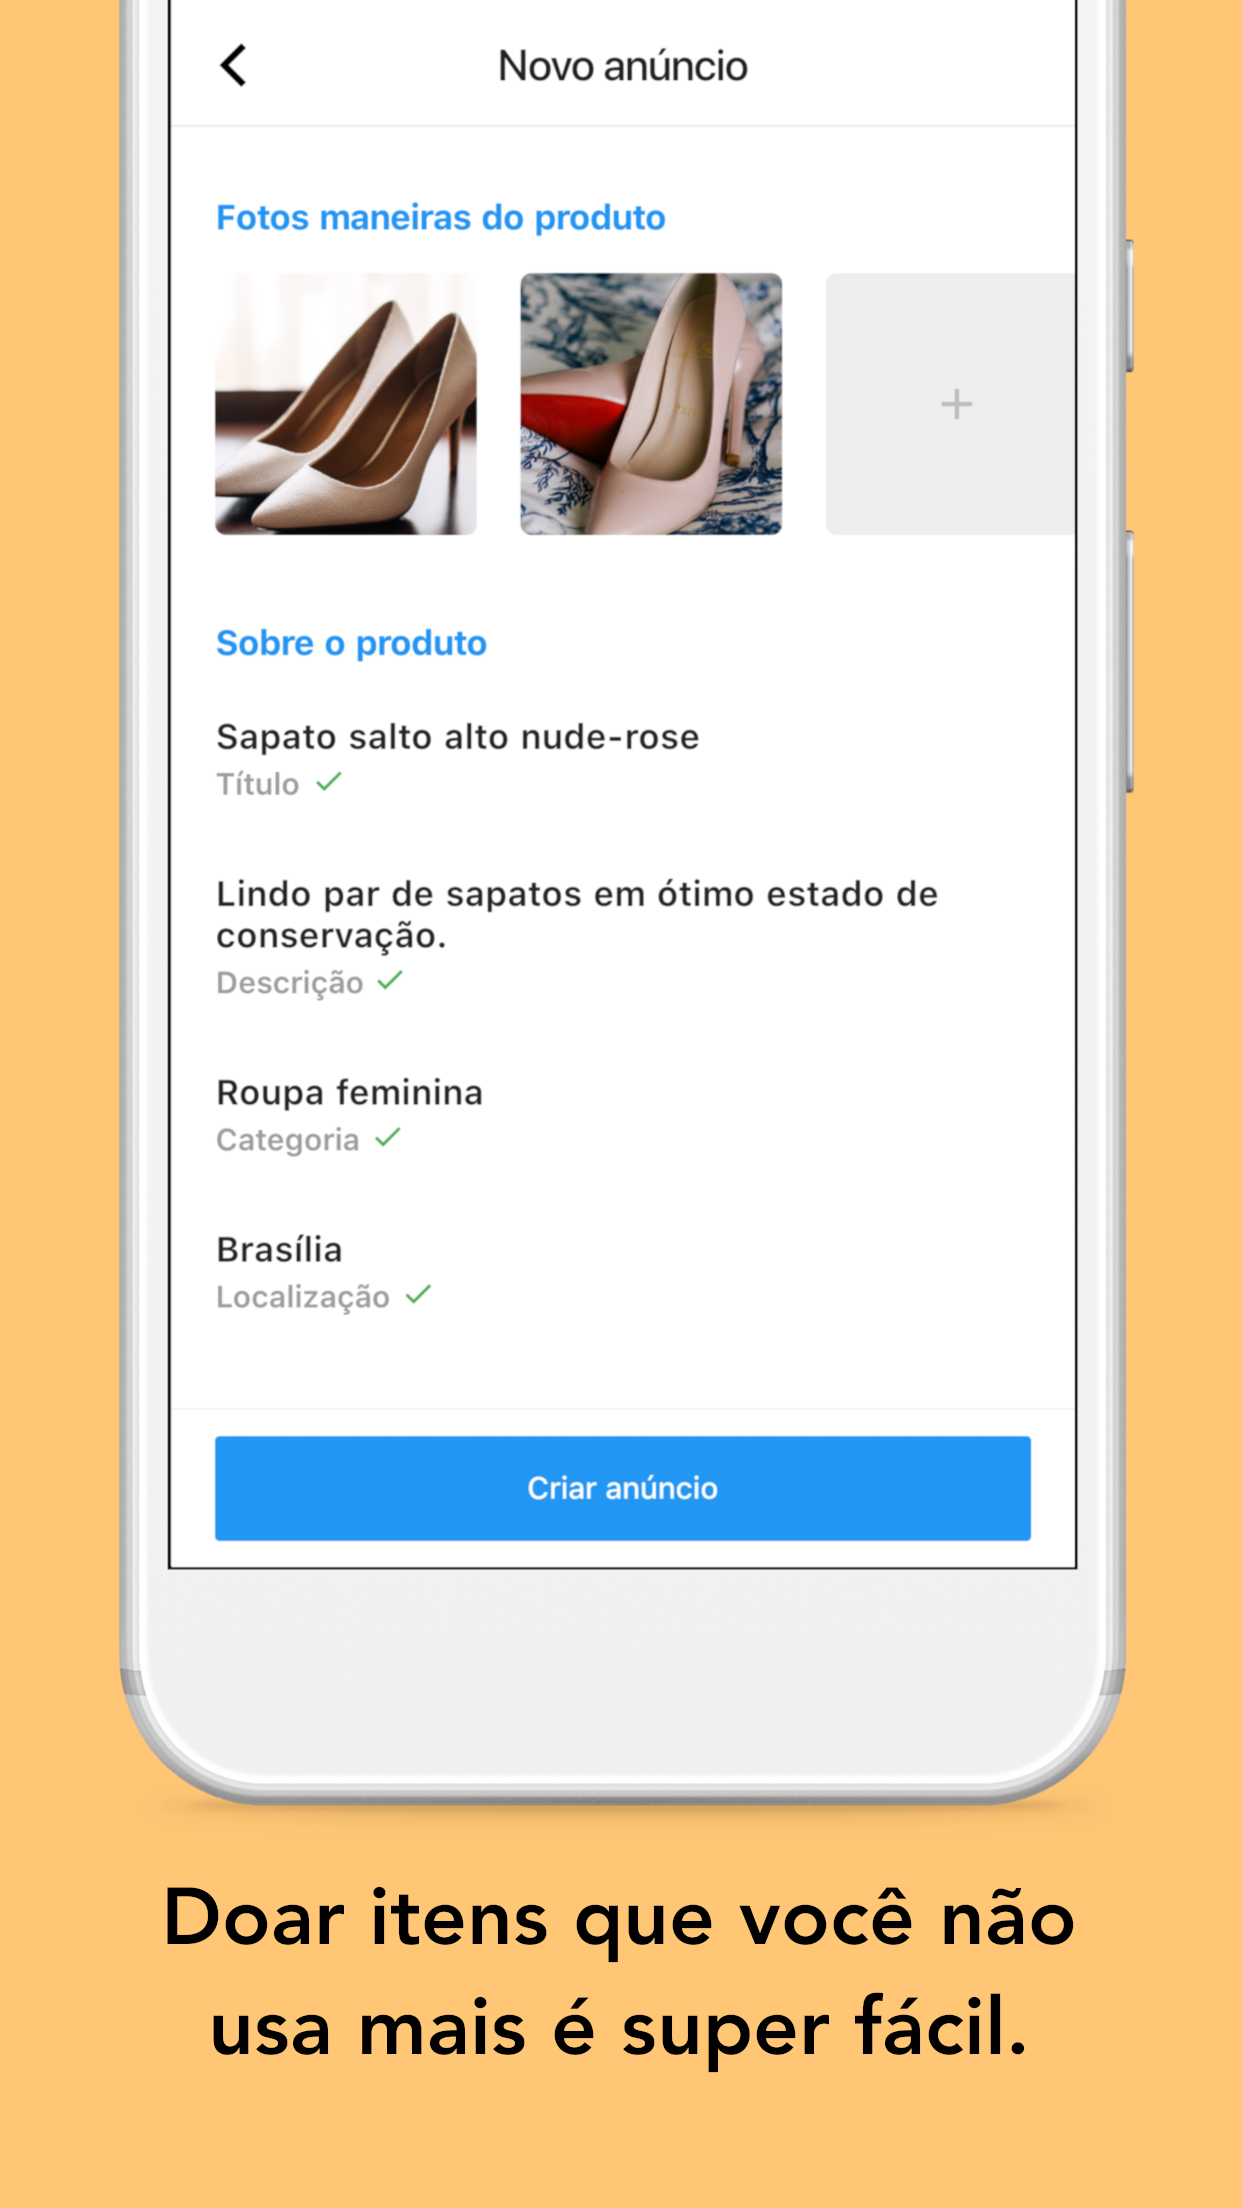 Novo anúncio
Fotos maneiras do produto
Sobre o produto
Sapato salto alto nude-rose
Título
Lindo par de sapatos em ótimo estado de
conservação.
Descrição
Roupa feminina
Categoria
Brasília
Localização
Criar anúncio
Doar itens que você não
usa mais é super fácil.